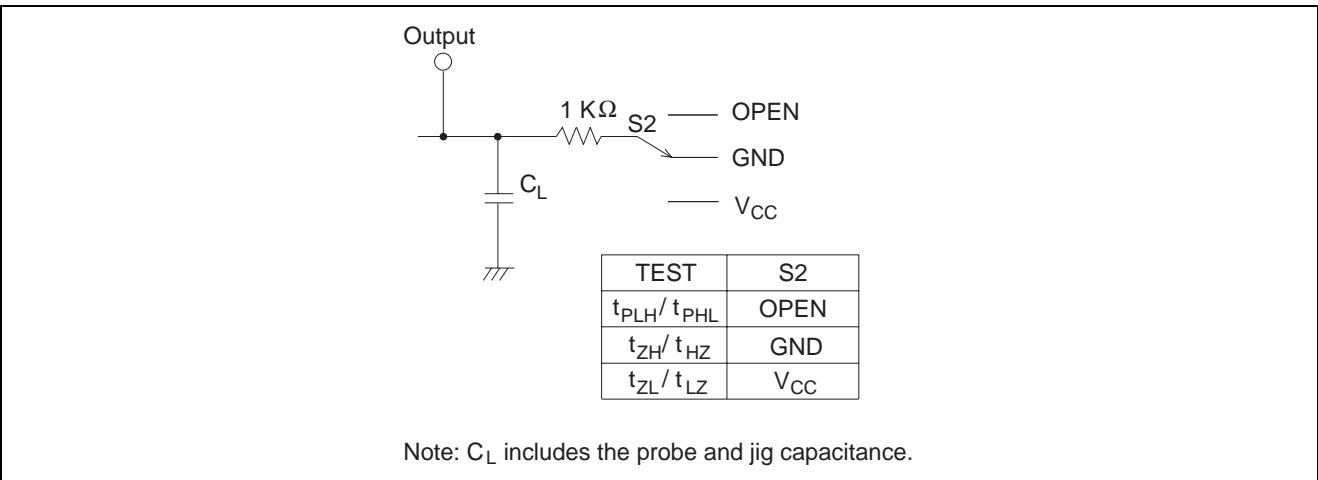 Output
1 KΩ
S2
OPEN
GND
CL
VCC
TEST S2
tPLH/ tPHL OPEN
tZH/ tHZ GND
tZL/ tLZ VCC
Note: CL includes the probe and jig capacitance.